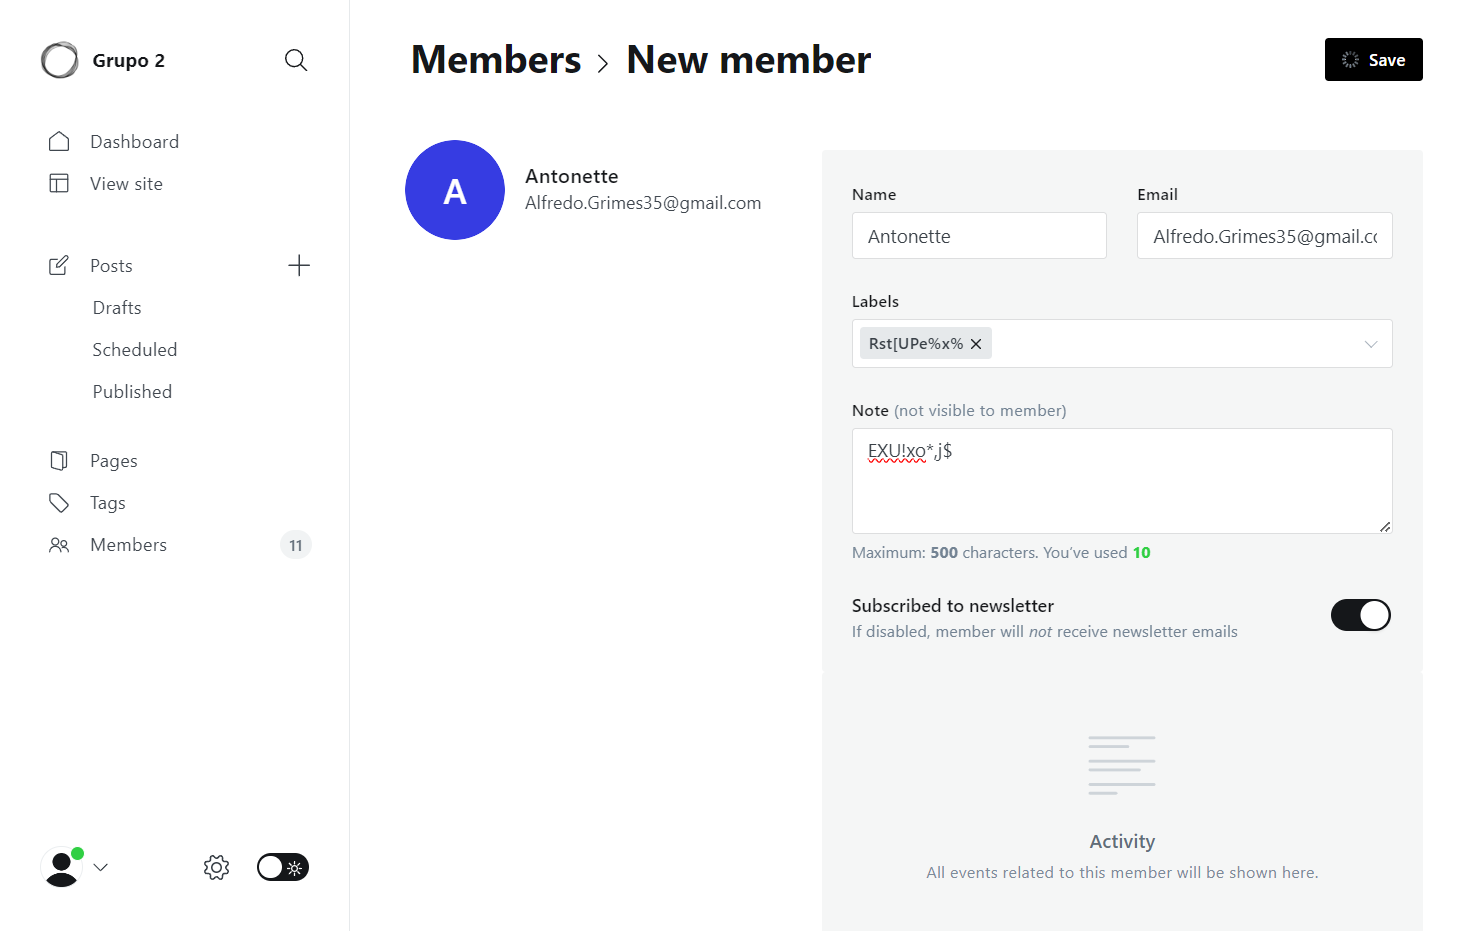 Grupo 2
Dashboard
View site
Posts
Drafts
Scheduled
Published
Pages
Tags
Members 11
Members > New member
Save
A
Antonette
Alfredo.Grimes35@gmail.com
Name
Antonette
Email
Alfredo.Grimes35@gmail.co
Labels
Rst[UPe%x%
Note (not visible to member)
EXU!xo*,j$
Maximum: 500 characters. You’ve used 10
Subscribed to newsletter
If disabled, member will not receive newsletter emails
Activity
All events related to this member will be shown here.